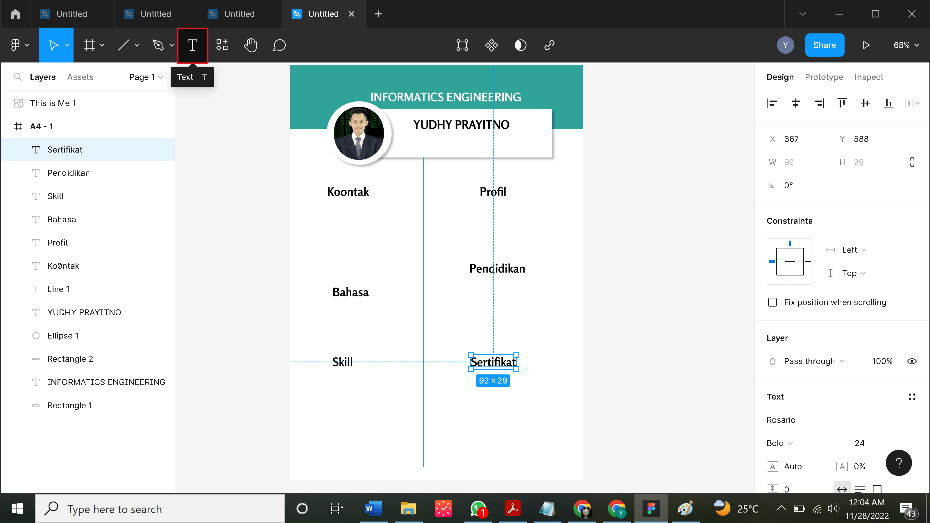 Untitled
Untitled
Untitled
Untitled
Y
Share
68%
Layers
Assets
Page 1
Text T
Design
Prototype
Inspect
This is Me 1
A4 - 1
Sertifikat
Pendidikan
Skill
Bahasa
Profil
Ko0ntak
Line 1
YUDHY PRAYITNO
Ellipse 1
Rectangle 2
INFORMATICS ENGINEERING
Rectangle 1
INFORMATICS ENGINEERING
YUDHY PRAYITNO
Koontak
Profil
Pendidikan
Bahasa
Skill
Sertifikat
92 × 29
X 367 Y 588
W 92 H 29
0°
Constraints
Left
Top
Fix position when scrolling
Layer
Pass through 100%
Text
Rosario
Bold 24
A Auto |A| 0%
0
?
Type here to search
W
1
25°C
12:04 AM
11/28/2022
43